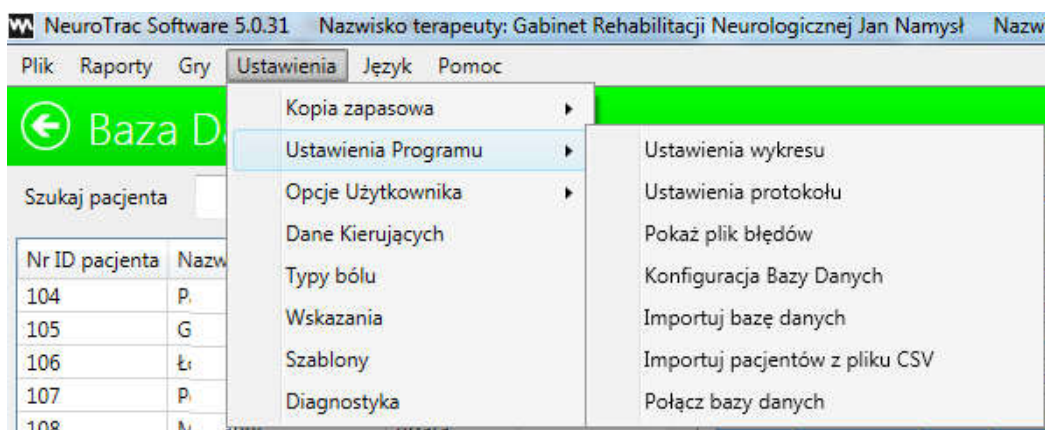 NeuroTrac Software 5.0.31 Nazwisko terapeuty: Gabinet Rehabilitacji Neurologicznej Jan Namysł Nazw
Plik Raporty Gry Ustawienia Język Pomoc
Baza D
Szukaj pacjenta
Nr ID pacjenta Nazw
104 P
105 G
106 Ł
107 P
108 N
Kopia zapasowa
Ustawienia Programu
Opcje Użytkownika
Dane Kierujących
Typy bólu
Wskazania
Szablony
Diagnostyka
Ustawienia wykresu
Ustawienia protokołu
Pokaż plik błędów
Konfiguracja Bazy Danych
Importuj bazę danych
Importuj pacjentów z pliku CSV
Połącz bazy danych